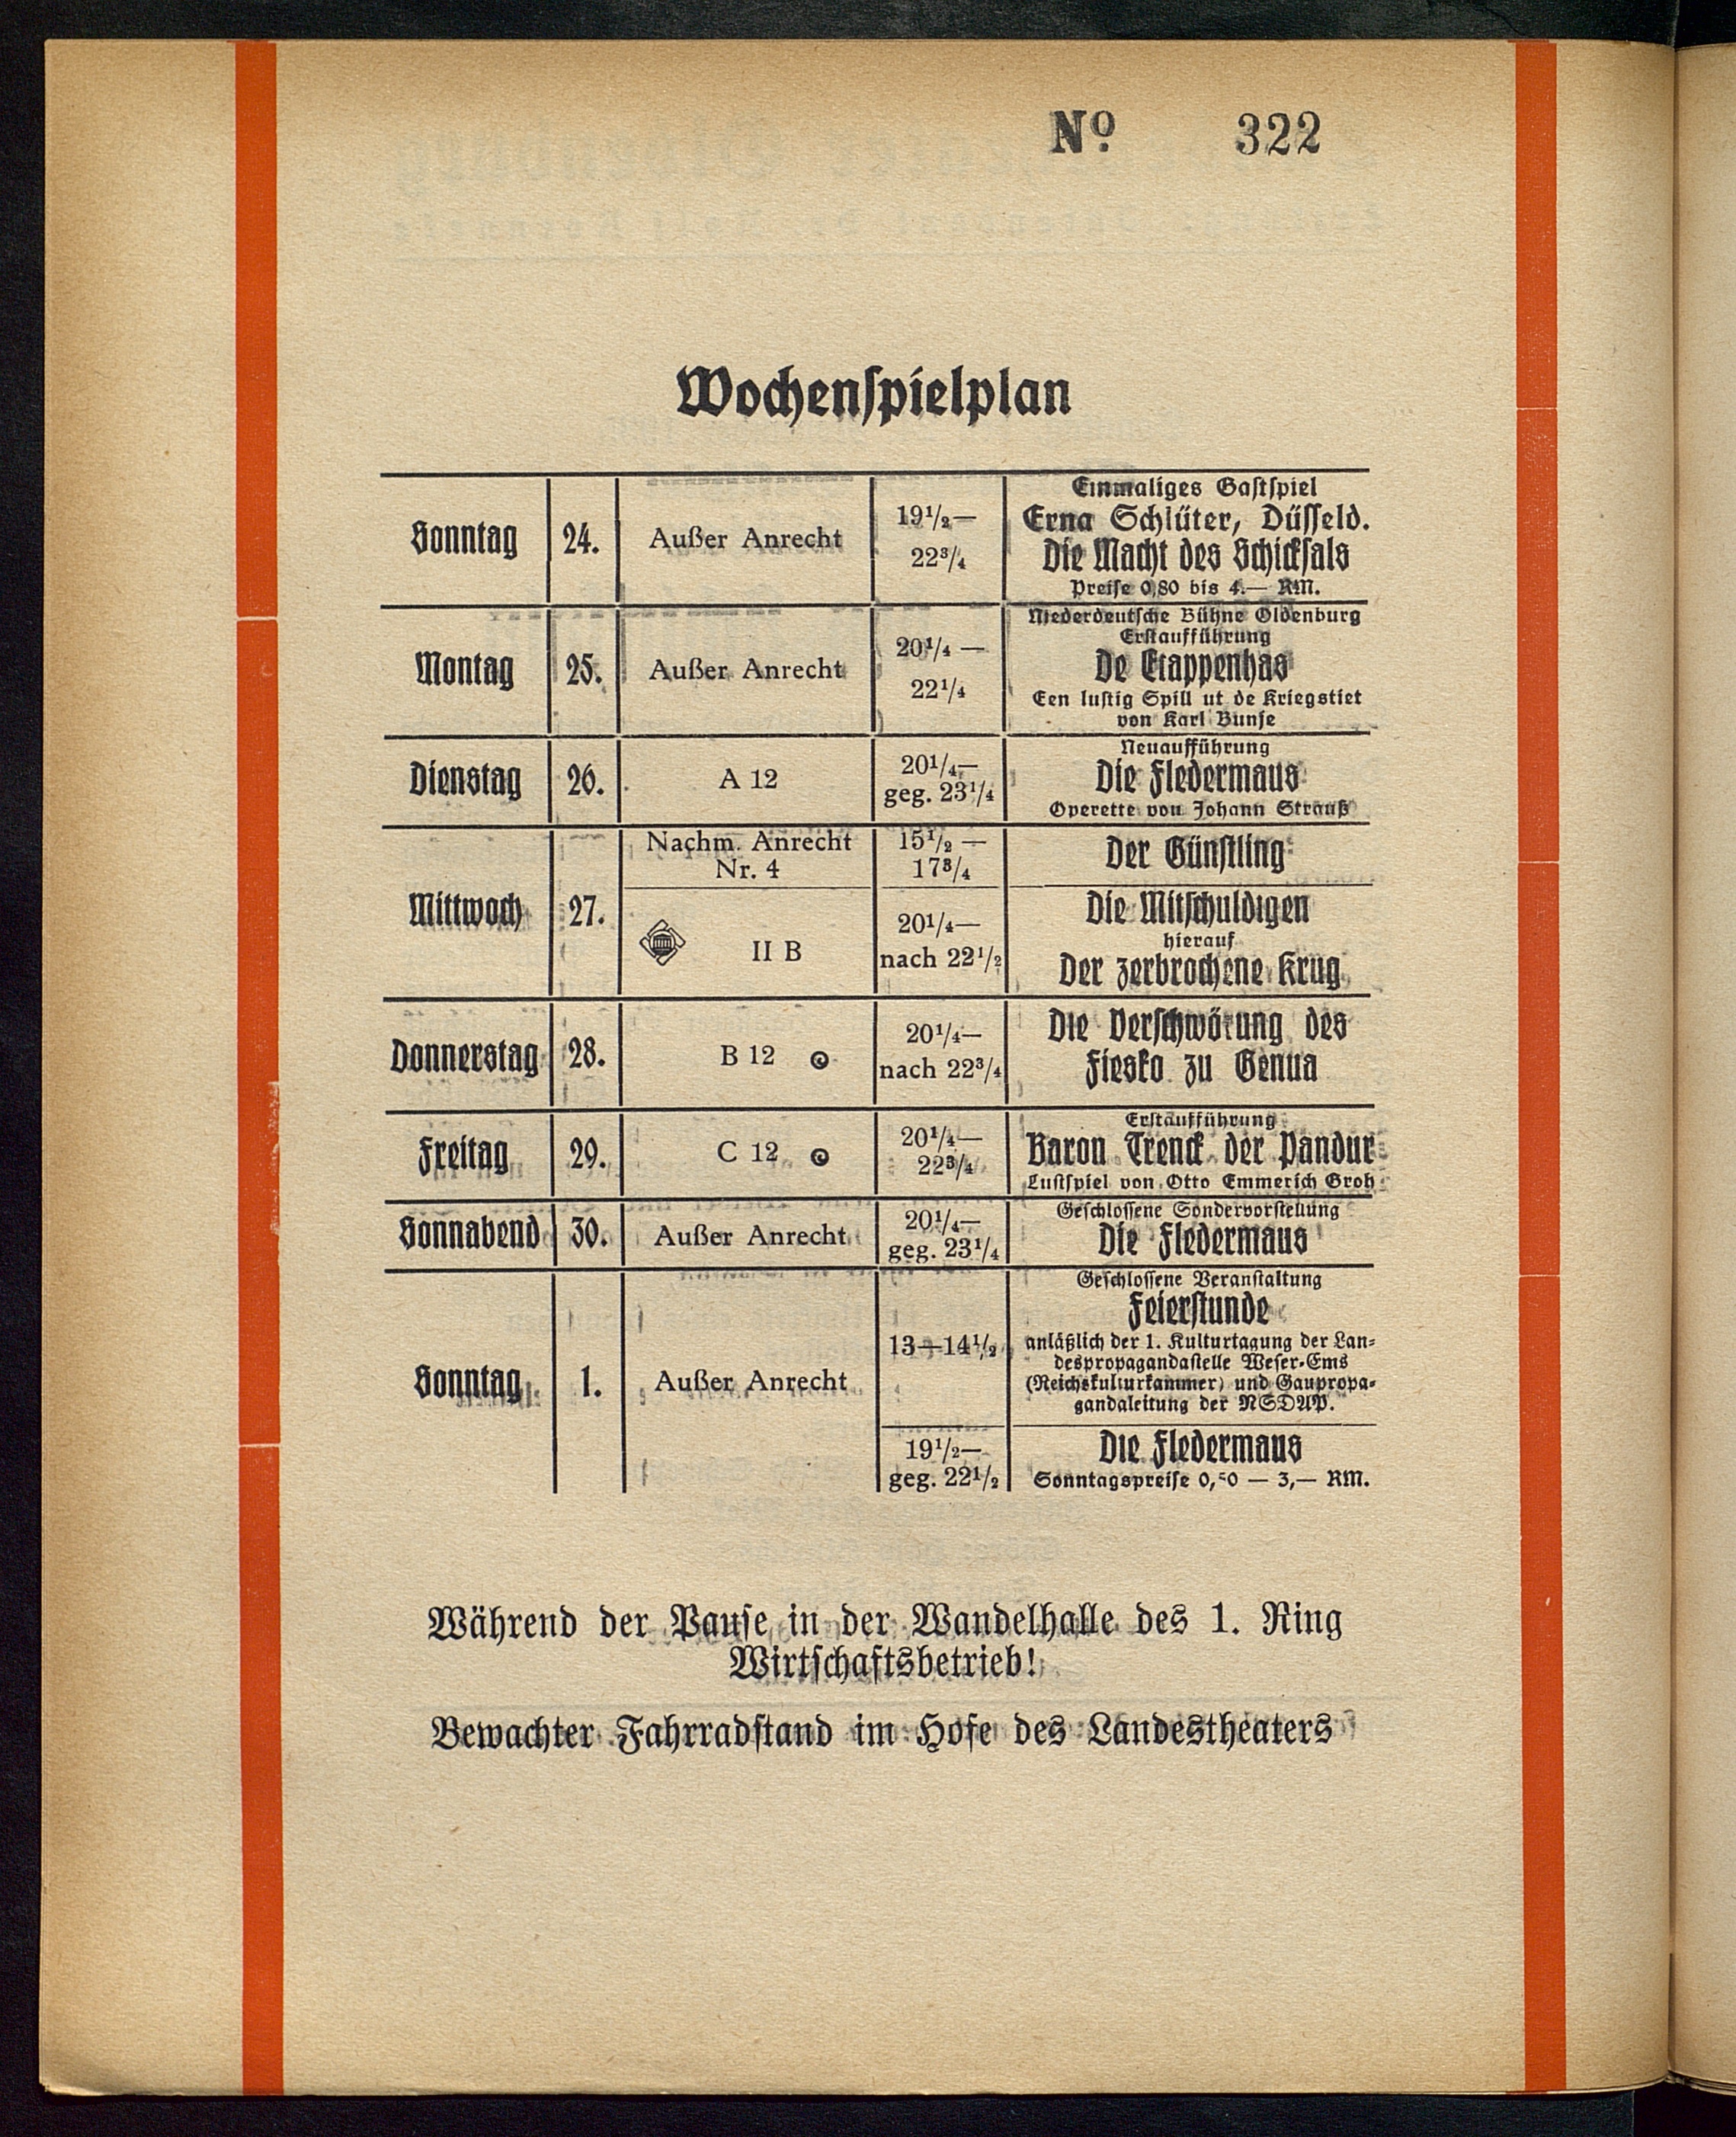 Nº 322
Wochenspielplan
Sonntag 24. Außer Anrecht 19½— 22¾
Einmaliges Gastspiel
Erna Schlüter, Düsseld.
Die Macht des Schicksals
Preise 0,80 bis 4.— RM.
Montag 25. Außer Anrecht 20¼ — 22¼
Niederdeutsche Bühne Oldenburg
Erstaufführung
De Etappenhas
Een lustig Spill ut de Kriegstiet
von Karl Bunje
Dienstag 26. A 12 20¼— geg. 23¼
Neuaufführung
Die Fledermaus
Operette von Johann Strauß
Mittwoch 27.
Nachm. Anrecht Nr. 4 15½ — 17¾
Der Günstling
II B 20¼— nach 22½
Die Mitschuldigen
hierauf
Der zerbrochene Krug
Donnerstag 28. B 12 20¼— nach 22¾
Die Verschwörung des
Fiesko zu Genua
Freitag 29. C 12 20¼— 22¾
Erstaufführung
Baron Trenck der Pandur
Lustspiel von Otto Emmerich Groh
Sonnabend 30. Außer Anrecht 20¼— geg. 23¼
Geschlossene Sondervorstellung
Die Fledermaus
Sonntag 1. Außer Anrecht 13—14½
Geschlossene Veranstaltung
Feierstunde
anläßlich der 1. Kulturtagung der Lan-
despropagandastelle Weser-Ems
(Reichskulturkammer) und Gaupropa-
gandaleitung der NSDAP.
19½— geg. 22½
Die Fledermaus
Sonntagspreise 0,50 — 3,— RM.
Während der Pause in der Wandelhalle des 1. Ring
Wirtschaftsbetrieb!
Bewachter Fahrradstand im Hofe des Landestheaters